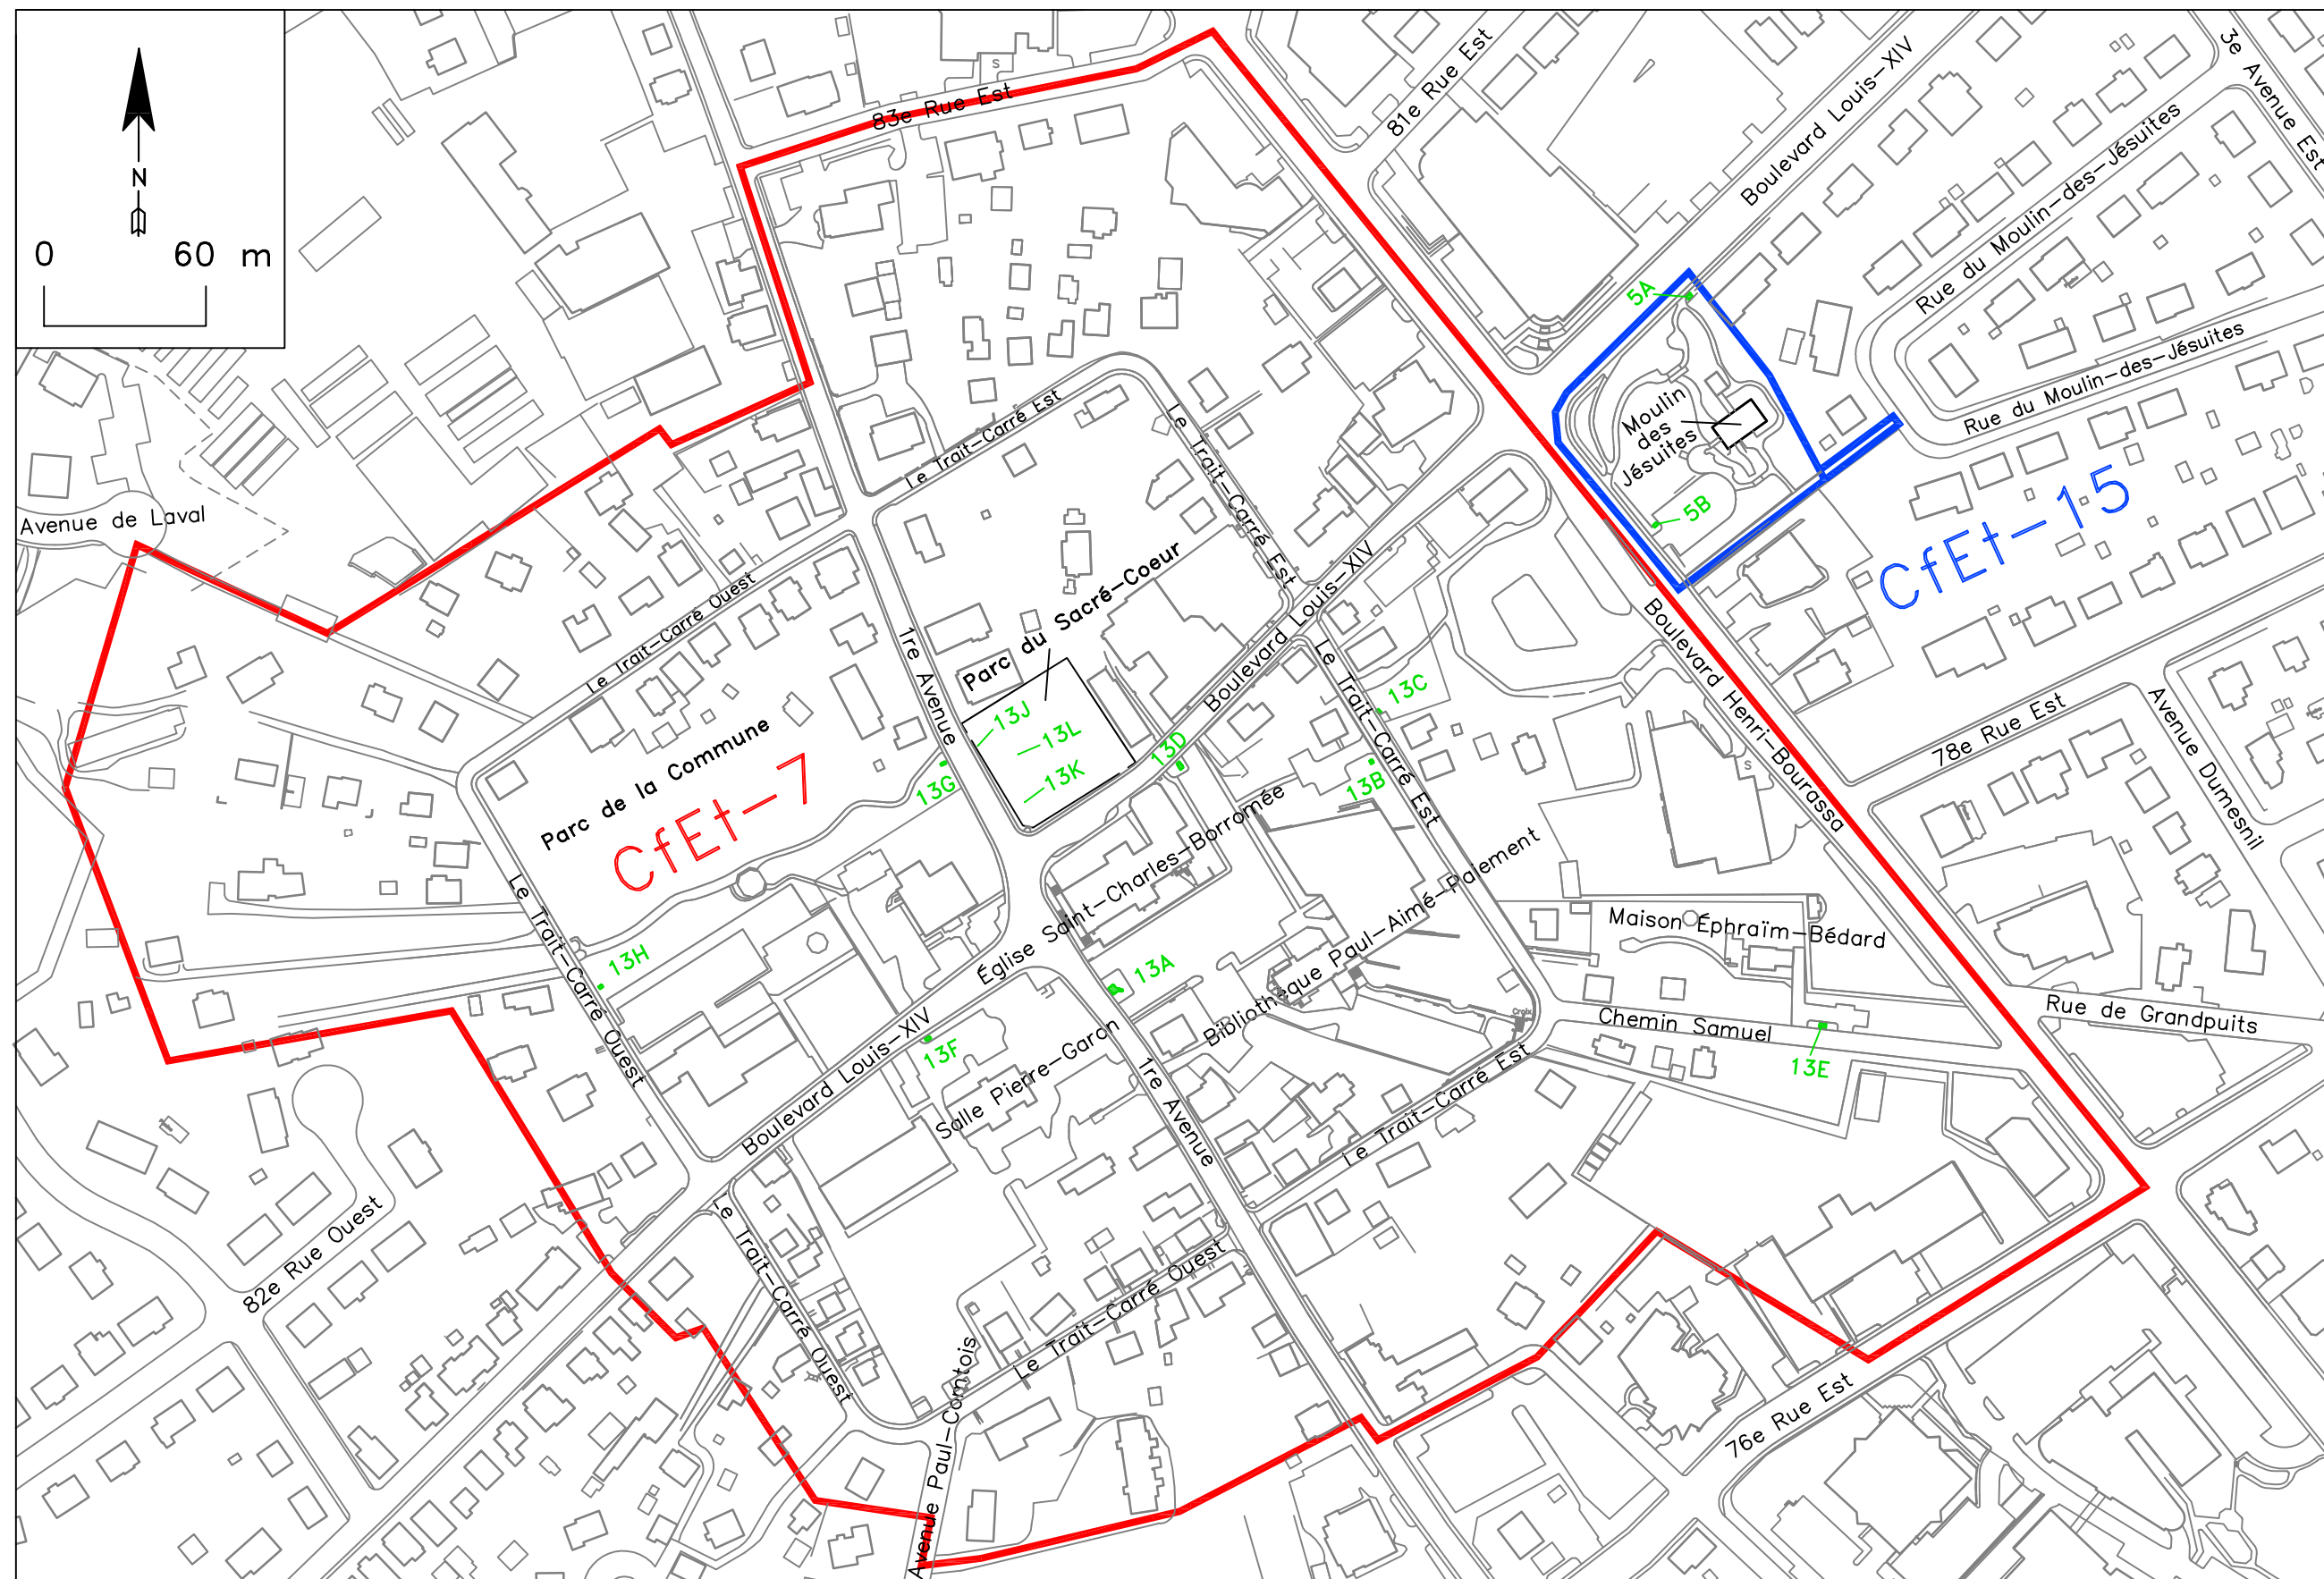 N
0 60 m
83e Rue Est
S
81e Rue Est
Boulevard Louis-XIV
3e Avenue Est
Rue du Moulin-des-Jésuites
Rue du Moulin-des-Jésuites
5A
Moulin
des
Jésuites
5B
CfEt-15
Avenue de Laval
Le Trait-Carré Est
Le Trait-Carré Est
Le Trait-Carré Ouest
1re Avenue
Parc du Sacré-Coeur
Boulevard Louis-XIV
Le Trait-Carré Est
Boulevard Henri-Bourassa
78e Rue Est
Avenue Dumesnil
Parc de la Commune
CfEt-7
13J
13L
13K
13G
13D
13C
13B
S
Église Saint-Charles-Borromée
Bibliothèque Paul-Aimé-Paiement
Maison Éphraïm-Bédard
Le Trait-Carré Ouest
13H
13A
13F
Boulevard Louis-XIV
Salle Pierre-Garon
1re Avenue
Croix
Chemin Samuel
13E
Rue de Grandpuits
Le Trait-Carré Est
82e Rue Ouest
Le Trait-Carré Ouest
Le Trait-Carré Ouest
Avenue Paul-Comtois
76e Rue Est